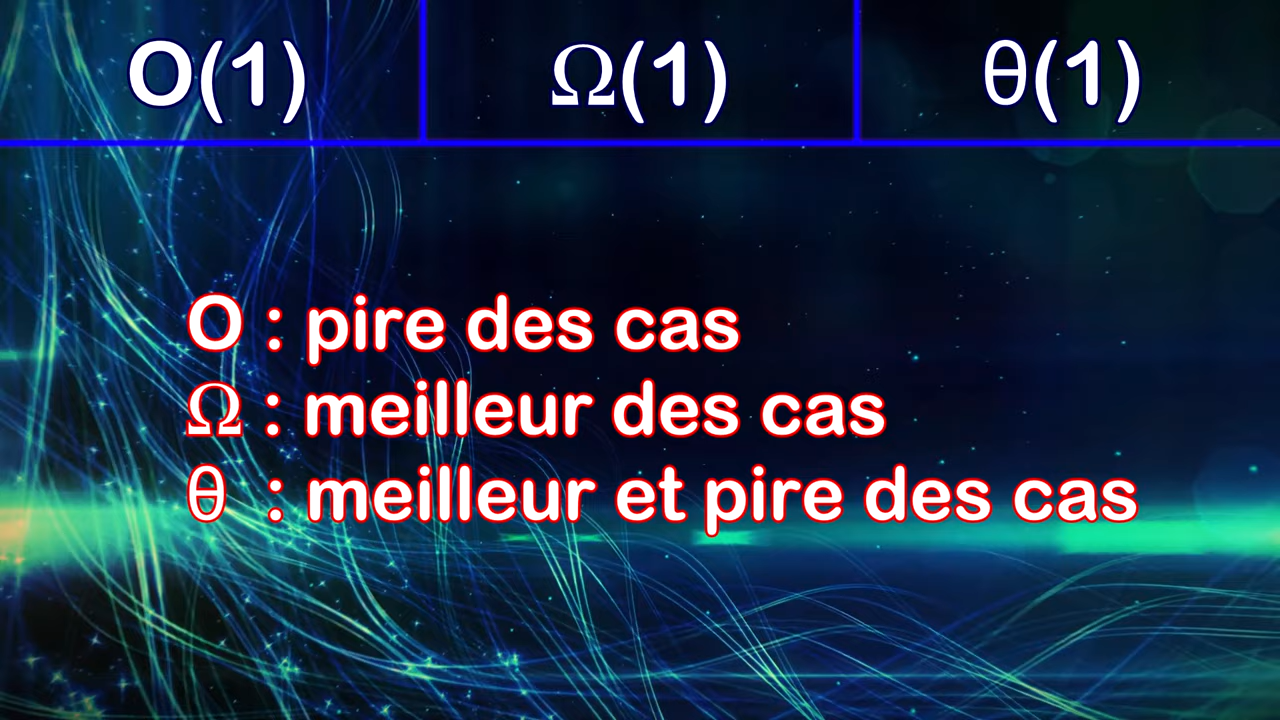 O(1) Ω(1) θ(1)
O : pire des cas
Ω : meilleur des cas
θ : meilleur et pire des cas